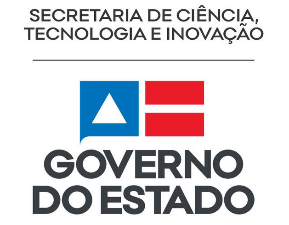 SECRETARIA DE CIÊNCIA,
TECNOLOGIA E INOVAÇÃO
GOVERNO
DO ESTADO